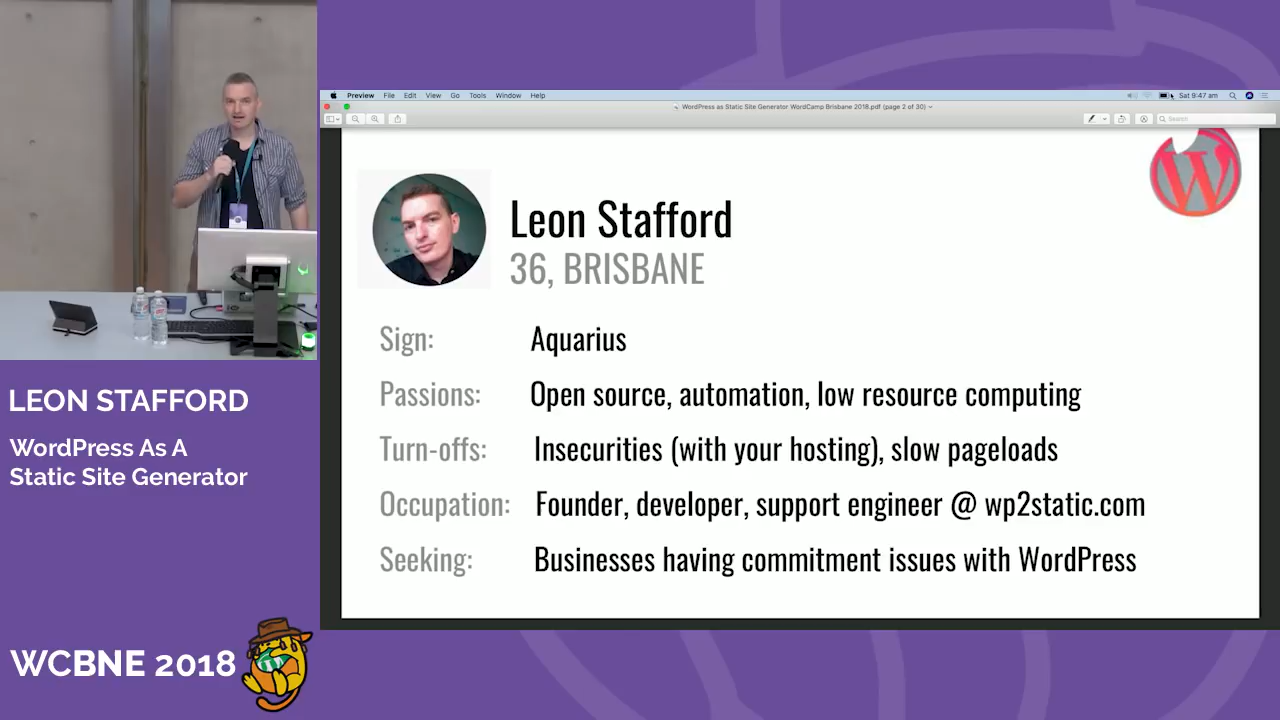 Preview File Edit View Go Tools Window Help
Sat 9:47 am
WordPress as Static Site Generator WordCamp Brisbane 2018.pdf (page 2 of 30)
Search
Leon Stafford
36, BRISBANE
Sign: Aquarius
Passions: Open source, automation, low resource computing
Turn-offs: Insecurities (with your hosting), slow pageloads
Occupation: Founder, developer, support engineer @ wp2static.com
Seeking: Businesses having commitment issues with WordPress
LEON STAFFORD
WordPress As A
Static Site Generator
WCBNE 2018